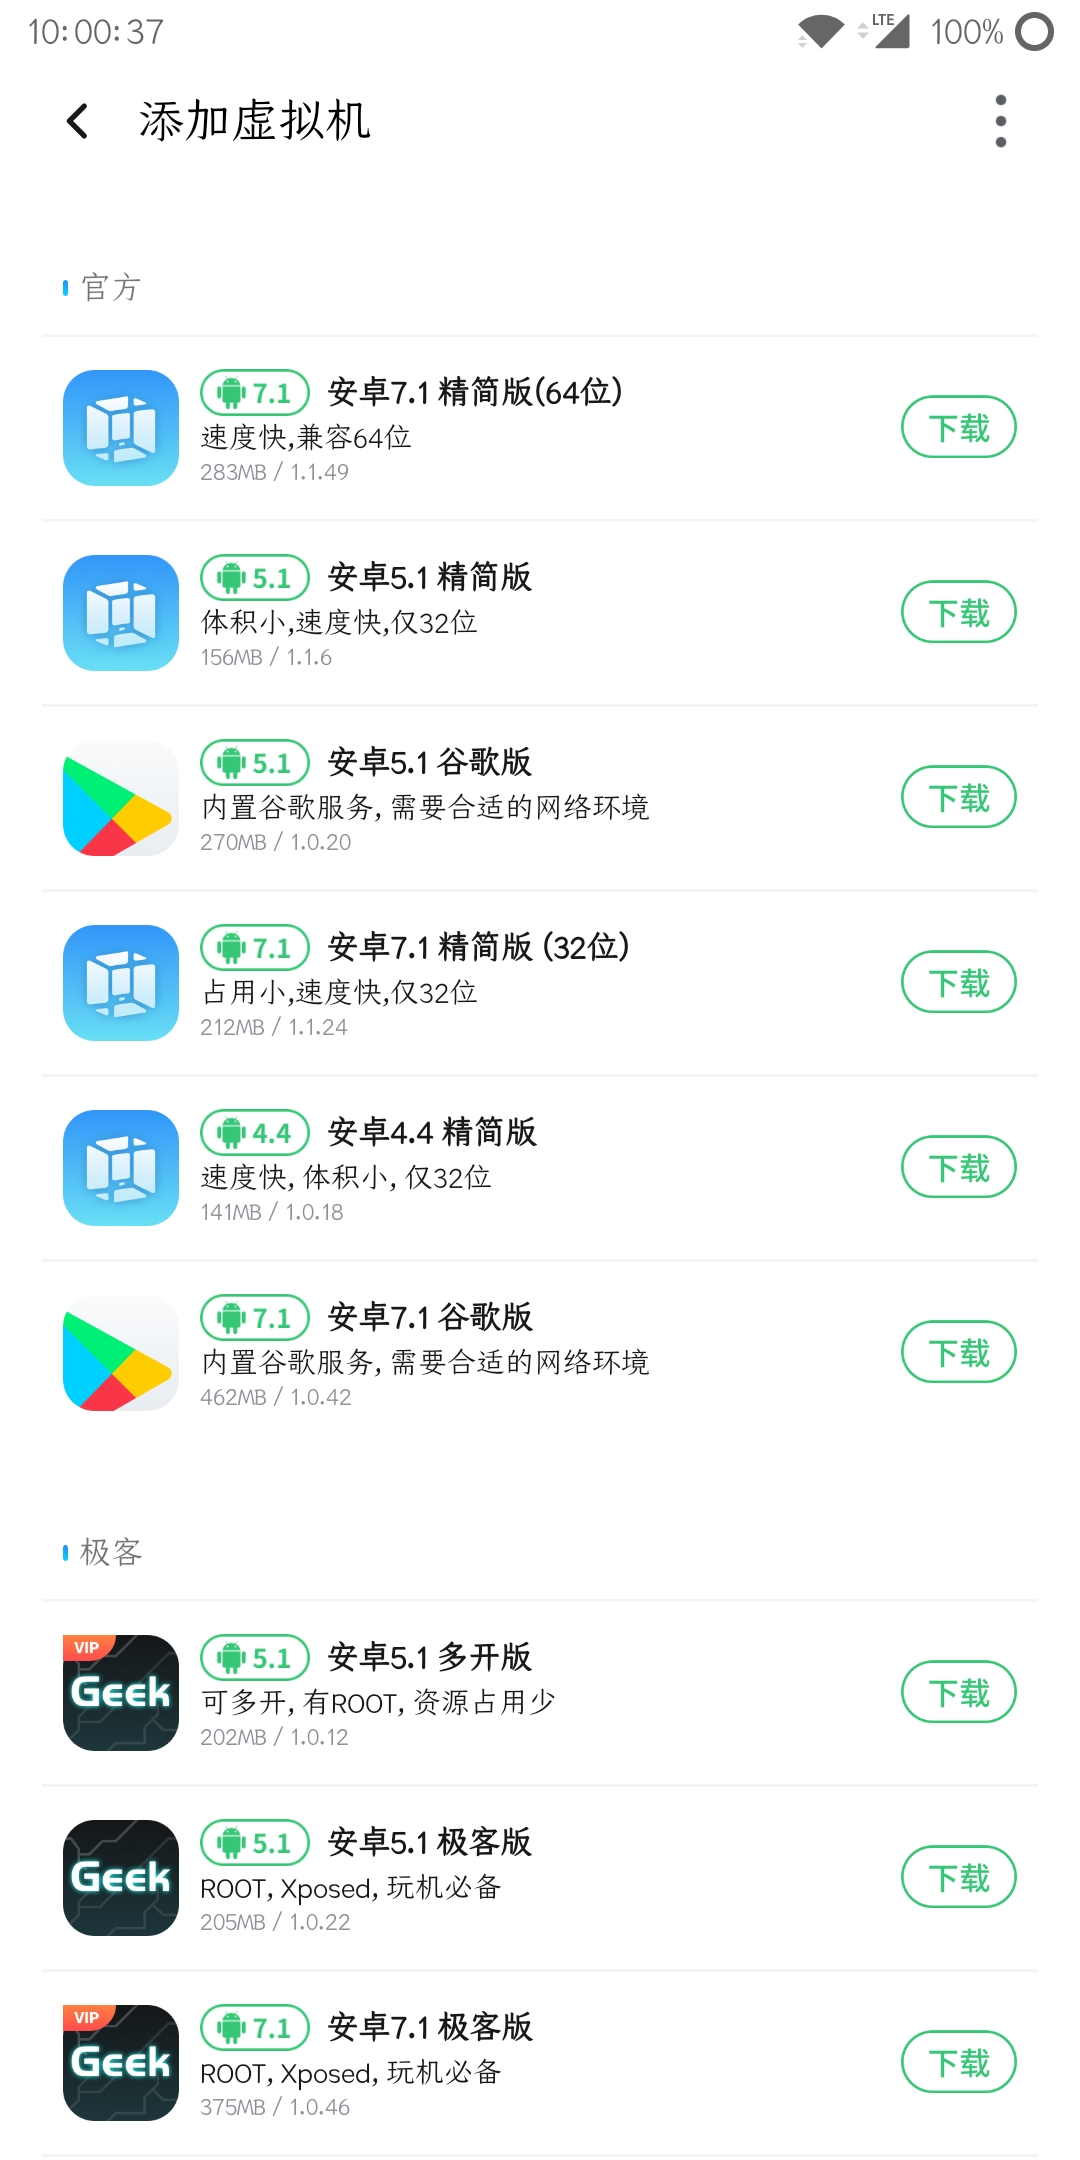 10:00:37
LTE
100%
添加虚拟机
官方
7.1 安卓7.1 精简版(64位)
速度快,兼容64位
283MB / 1.1.49
下载
5.1 安卓5.1 精简版
体积小,速度快,仅32位
156MB / 1.1.6
下载
5.1 安卓5.1 谷歌版
内置谷歌服务, 需要合适的网络环境
270MB / 1.0.20
下载
7.1 安卓7.1 精简版 (32位)
占用小,速度快,仅32位
212MB / 1.1.24
下载
4.4 安卓4.4 精简版
速度快, 体积小, 仅32位
141MB / 1.0.18
下载
7.1 安卓7.1 谷歌版
内置谷歌服务, 需要合适的网络环境
462MB / 1.0.42
下载
极客
VIP
Geek
5.1 安卓5.1 多开版
可多开, 有ROOT, 资源占用少
202MB / 1.0.12
下载
Geek
5.1 安卓5.1 极客版
ROOT, Xposed, 玩机必备
205MB / 1.0.22
下载
VIP
Geek
7.1 安卓7.1 极客版
ROOT, Xposed, 玩机必备
375MB / 1.0.46
下载